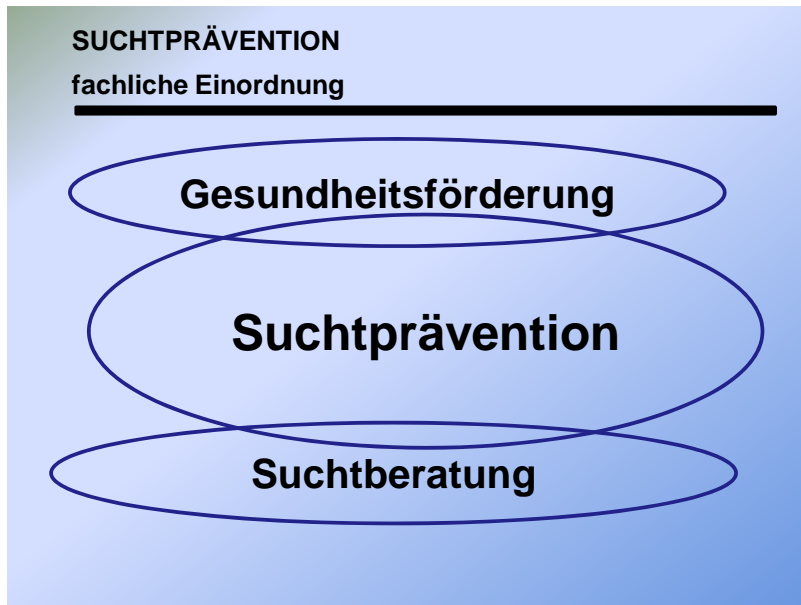 SUCHTPRÄVENTION
fachliche Einordnung
Gesundheitsförderung
Suchtprävention
Suchtberatung